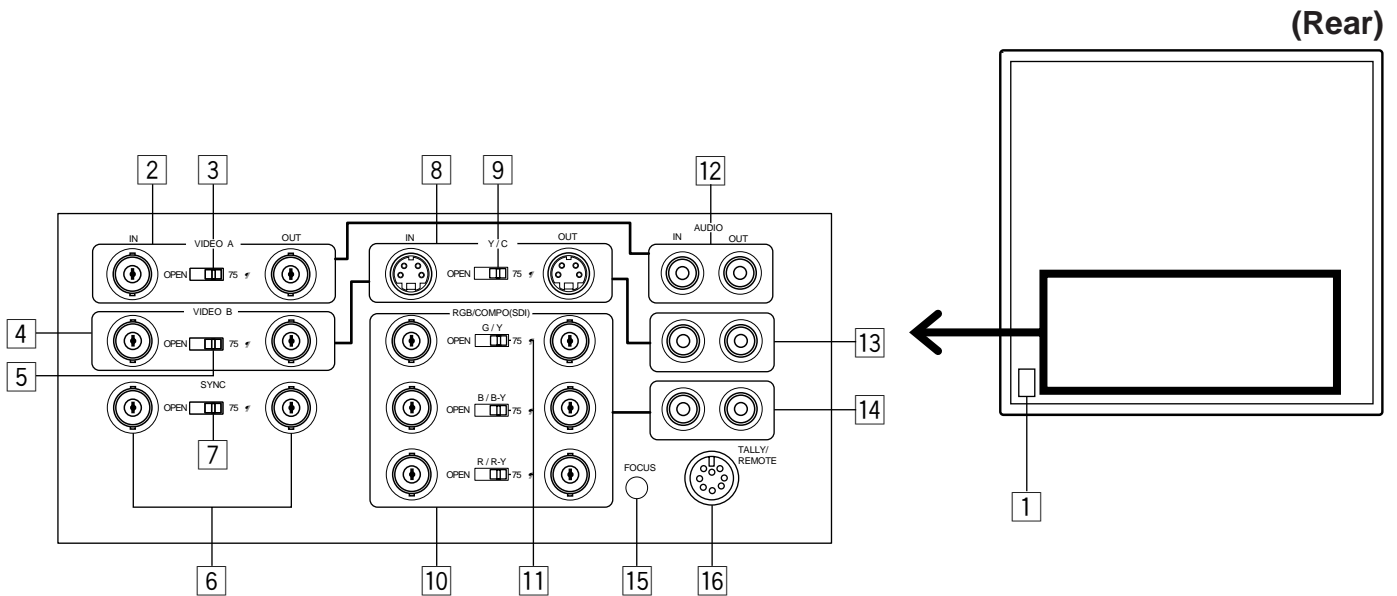 (Rear)
2 3 8 9 12
IN VIDEO A OUT IN Y / C OUT AUDIO
IN OUT
OPEN 75 OPEN 75
4 VIDEO B RGB/COMPO(SDI)
G / Y
OPEN 75 OPEN 75 13
5 SYNC
OPEN 75 B / B-Y
OPEN 75 14
7 R / R-Y
OPEN 75 FOCUS TALLY/
REMOTE
1
6 10 11 15 16